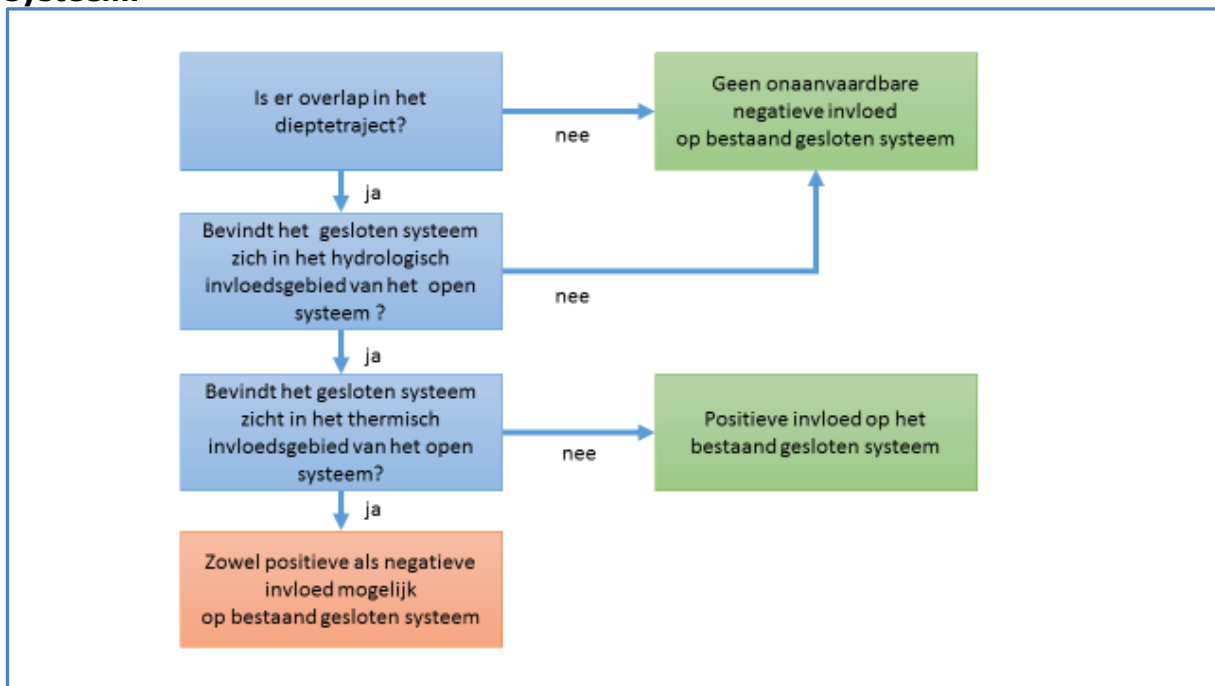 systeem.
Is er overlap in het
dieptetraject?
nee
Geen onaanvaardbare
negatieve invloed
op bestaand gesloten systeem
ja
Bevindt het gesloten systeem
zich in het hydrologisch
invloedsgebied van het open
systeem ?
nee
ja
Bevindt het gesloten systeem
zicht in het thermisch
invloedsgebied van het open
systeem?
nee
Positieve invloed op het
bestaand gesloten systeem
ja
Zowel positieve als negatieve
invloed mogelijk
op bestaand gesloten systeem